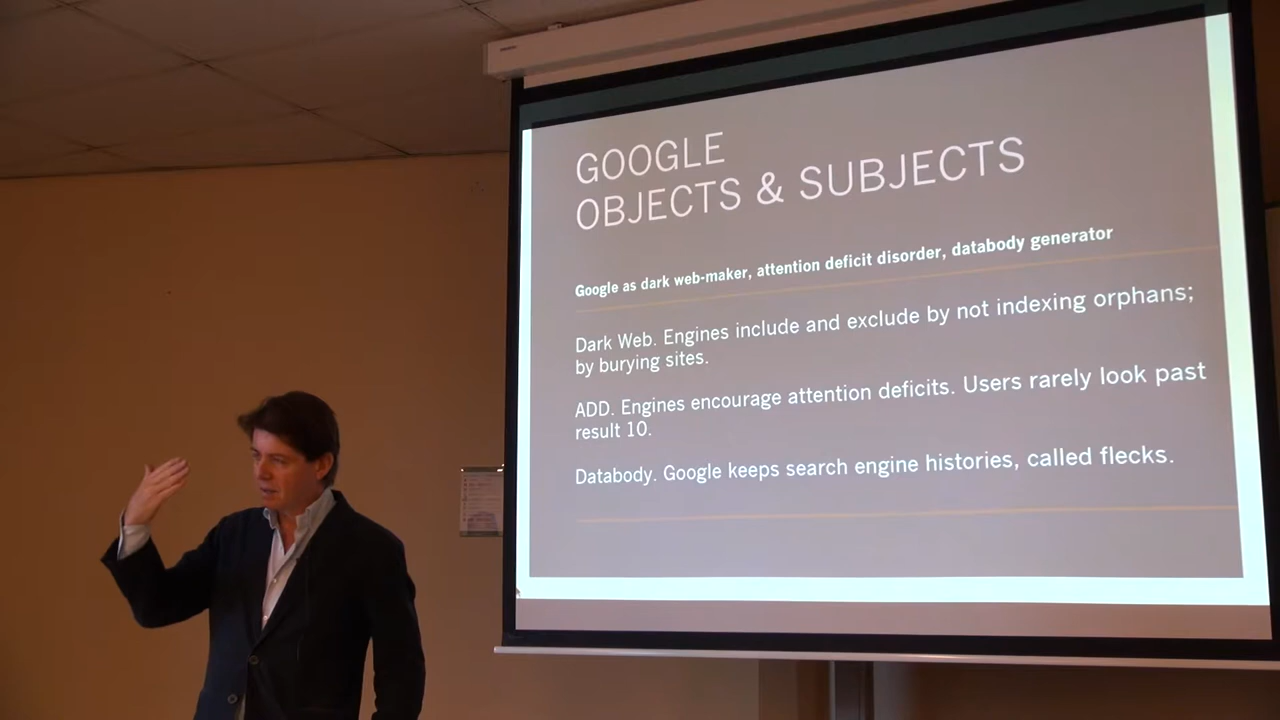 GOOGLE
OBJECTS & SUBJECTS
Google as dark web-maker, attention deficit disorder, databody generator
Dark Web. Engines include and exclude by not indexing orphans;
by burying sites.
ADD. Engines encourage attention deficits. Users rarely look past
result 10.
Databody. Google keeps search engine histories, called flecks.